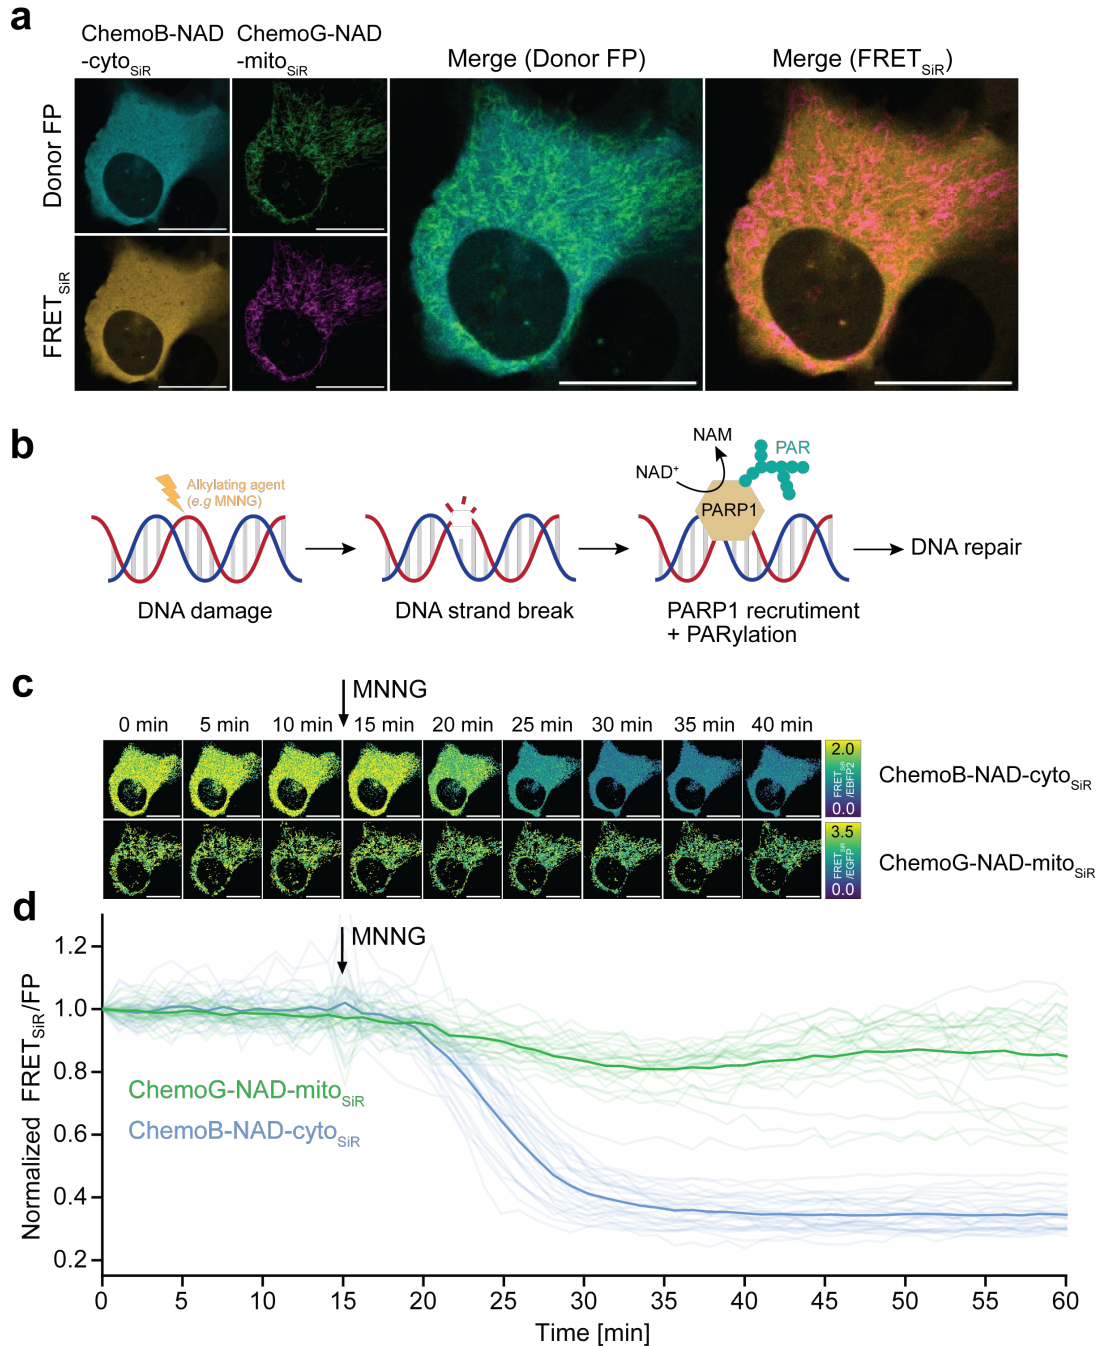 a
ChemoB-NAD
-cytoSiR
ChemoG-NAD
-mitoSiR
Merge (Donor FP)
Merge (FRETSiR)
Donor FP
FRETSiR
b
Alkylating agent
(e.g MNNG)
NAM
NAD+
PAR
PARP1
DNA damage
DNA strand break
PARP1 recrutiment
+ PARylation
DNA repair
c
MNNG
0 min 5 min 10 min 15 min 20 min 25 min 30 min 35 min 40 min
2.0
FRETSiR
/EBFP2
0.0
ChemoB-NAD-cytoSiR
3.5
FRETSiR
/EGFP
0.0
ChemoG-NAD-mitoSiR
d
MNNG
Normalized FRETSiR/FP
1.2
1.0
0.8
0.6
0.4
0.2
ChemoG-NAD-mitoSiR
ChemoB-NAD-cytoSiR
0 5 10 15 20 25 30 35 40 45 50 55 60
Time [min]